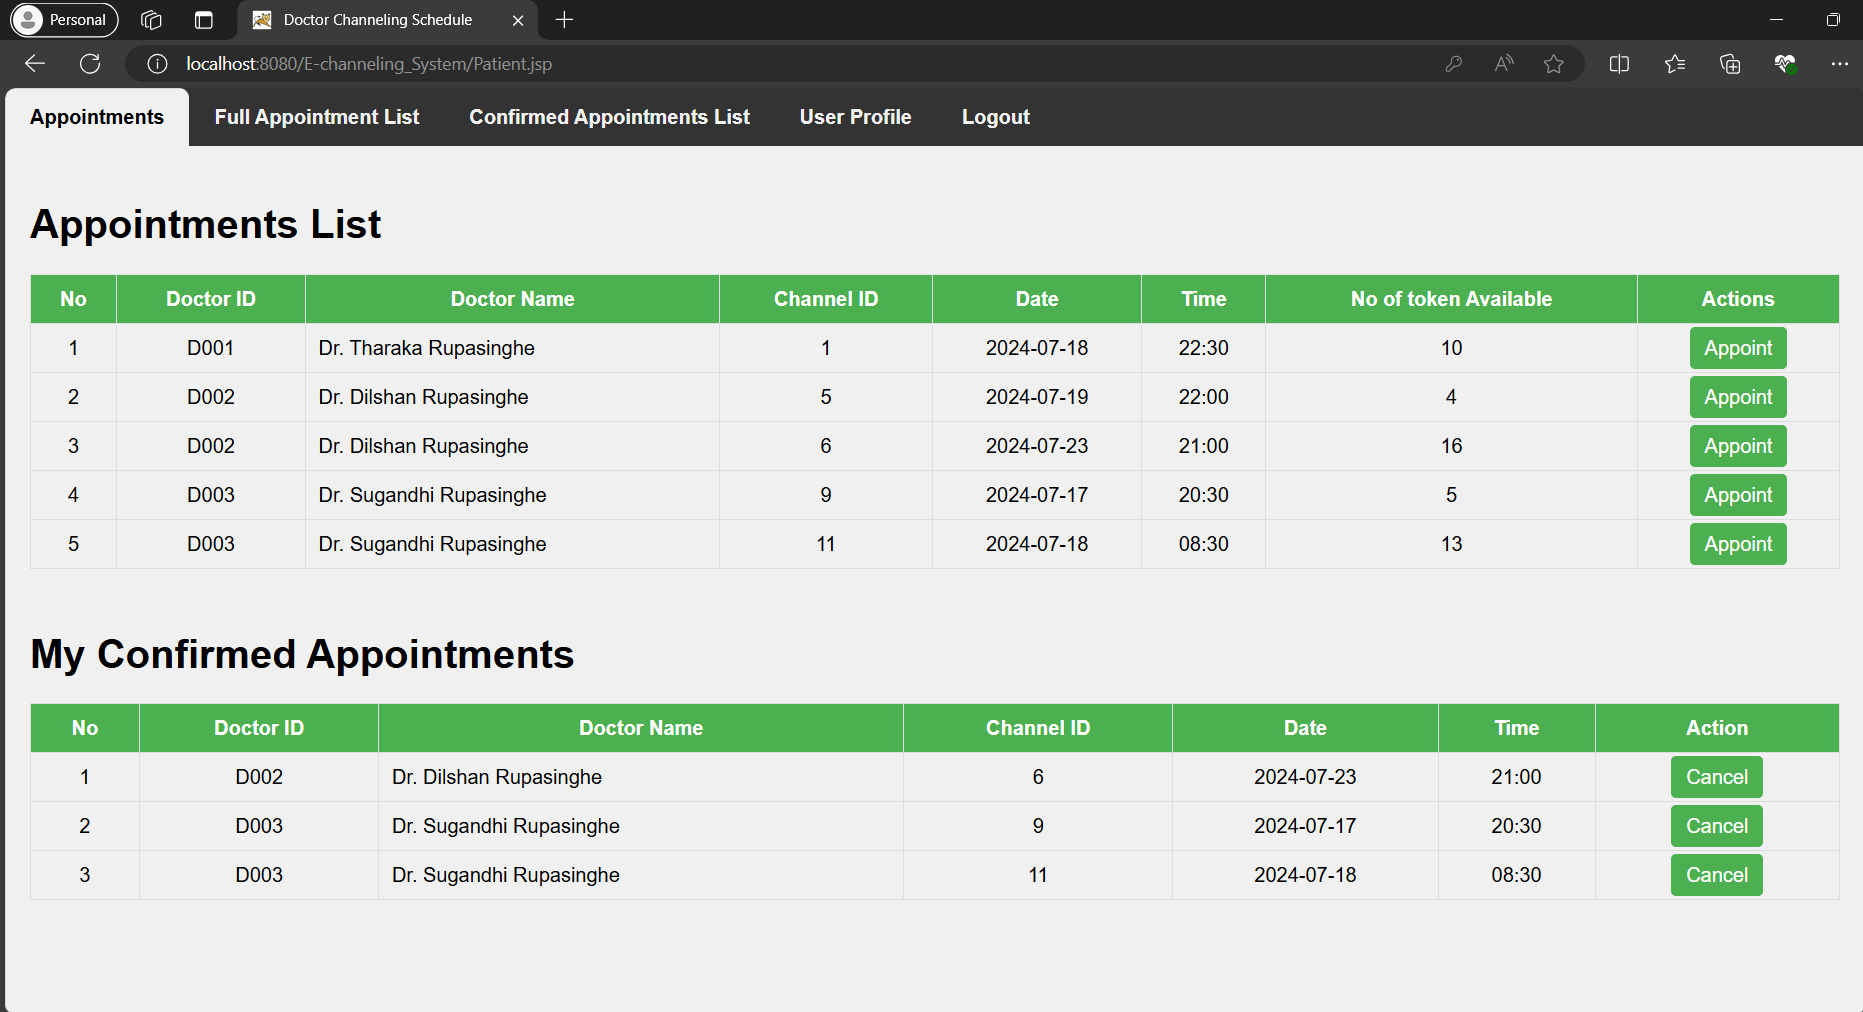 Personal
Doctor Channeling Schedule
localhost:8080/E-channeling_System/Patient.jsp
Appointments Full Appointment List Confirmed Appointments List User Profile Logout
Appointments List
No Doctor ID Doctor Name Channel ID Date Time No of token Available Actions
1 D001 Dr. Tharaka Rupasinghe 1 2024-07-18 22:30 10 Appoint
2 D002 Dr. Dilshan Rupasinghe 5 2024-07-19 22:00 4 Appoint
3 D002 Dr. Dilshan Rupasinghe 6 2024-07-23 21:00 16 Appoint
4 D003 Dr. Sugandhi Rupasinghe 9 2024-07-17 20:30 5 Appoint
5 D003 Dr. Sugandhi Rupasinghe 11 2024-07-18 08:30 13 Appoint
My Confirmed Appointments
No Doctor ID Doctor Name Channel ID Date Time Action
1 D002 Dr. Dilshan Rupasinghe 6 2024-07-23 21:00 Cancel
2 D003 Dr. Sugandhi Rupasinghe 9 2024-07-17 20:30 Cancel
3 D003 Dr. Sugandhi Rupasinghe 11 2024-07-18 08:30 Cancel